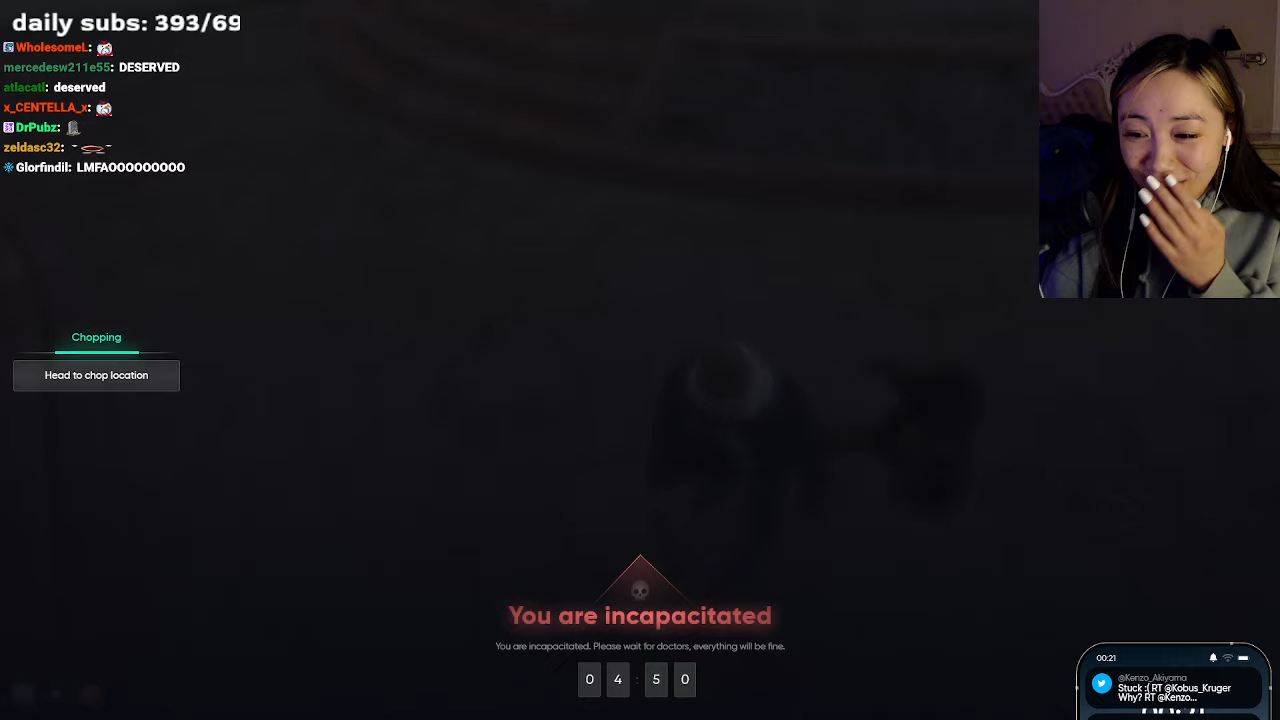 daily subs: 393/69
WholesomeL:
mercedesw211e55: DESERVED
atlacatl: deserved
x_CENTELLA_x:
DrPubz:
zeldasc32:
Glorfindil: LMFAOOOOOOOOO
Chopping
Head to chop location
You are incapacitated
You are incapacitated. Please wait for doctors, everything will be fine.
0 4 : 5 0
00:21
@Kenzo_Akiyama
Stuck :( RT @Kobus_Kruger
Why? RT @Kenzo...